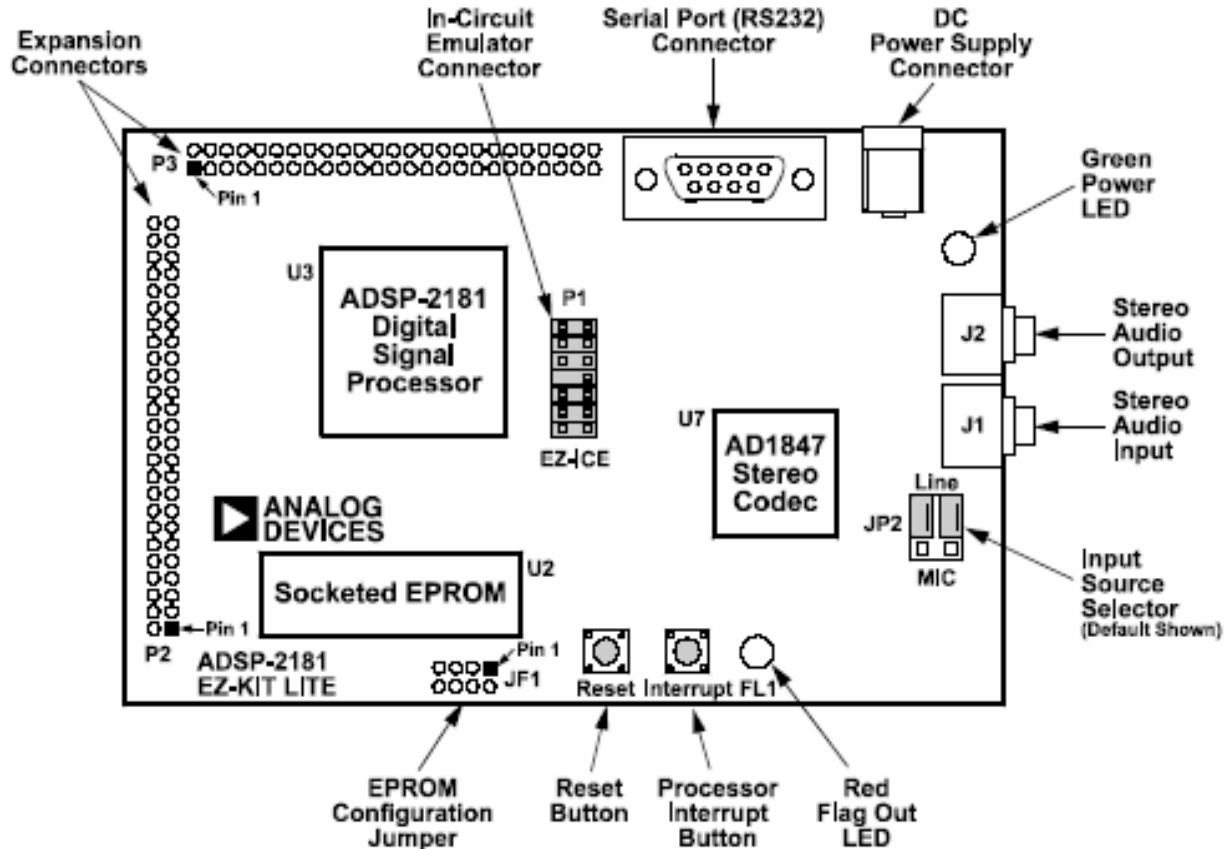 Expansion
Connectors
In-Circuit
Emulator
Connector
Serial Port (RS232)
Connector
DC
Power Supply
Connector
P3
Pin 1
Green
Power
LED
U3
ADSP-2181
Digital
Signal
Processor
P1
EZ-ICE
J2
Stereo
Audio
Output
J1
Stereo
Audio
Input
U7
AD1847
Stereo
Codec
Line
JP2
MIC
Input
Source
Selector
(Default Shown)
ANALOG
DEVICES
U2
Socketed EPROM
Pin 1
P2
ADSP-2181
EZ-KIT LITE
Pin 1
JF1
Reset
Interrupt
FL1
EPROM
Configuration
Jumper
Reset
Button
Processor
Interrupt
Button
Red
Flag Out
LED